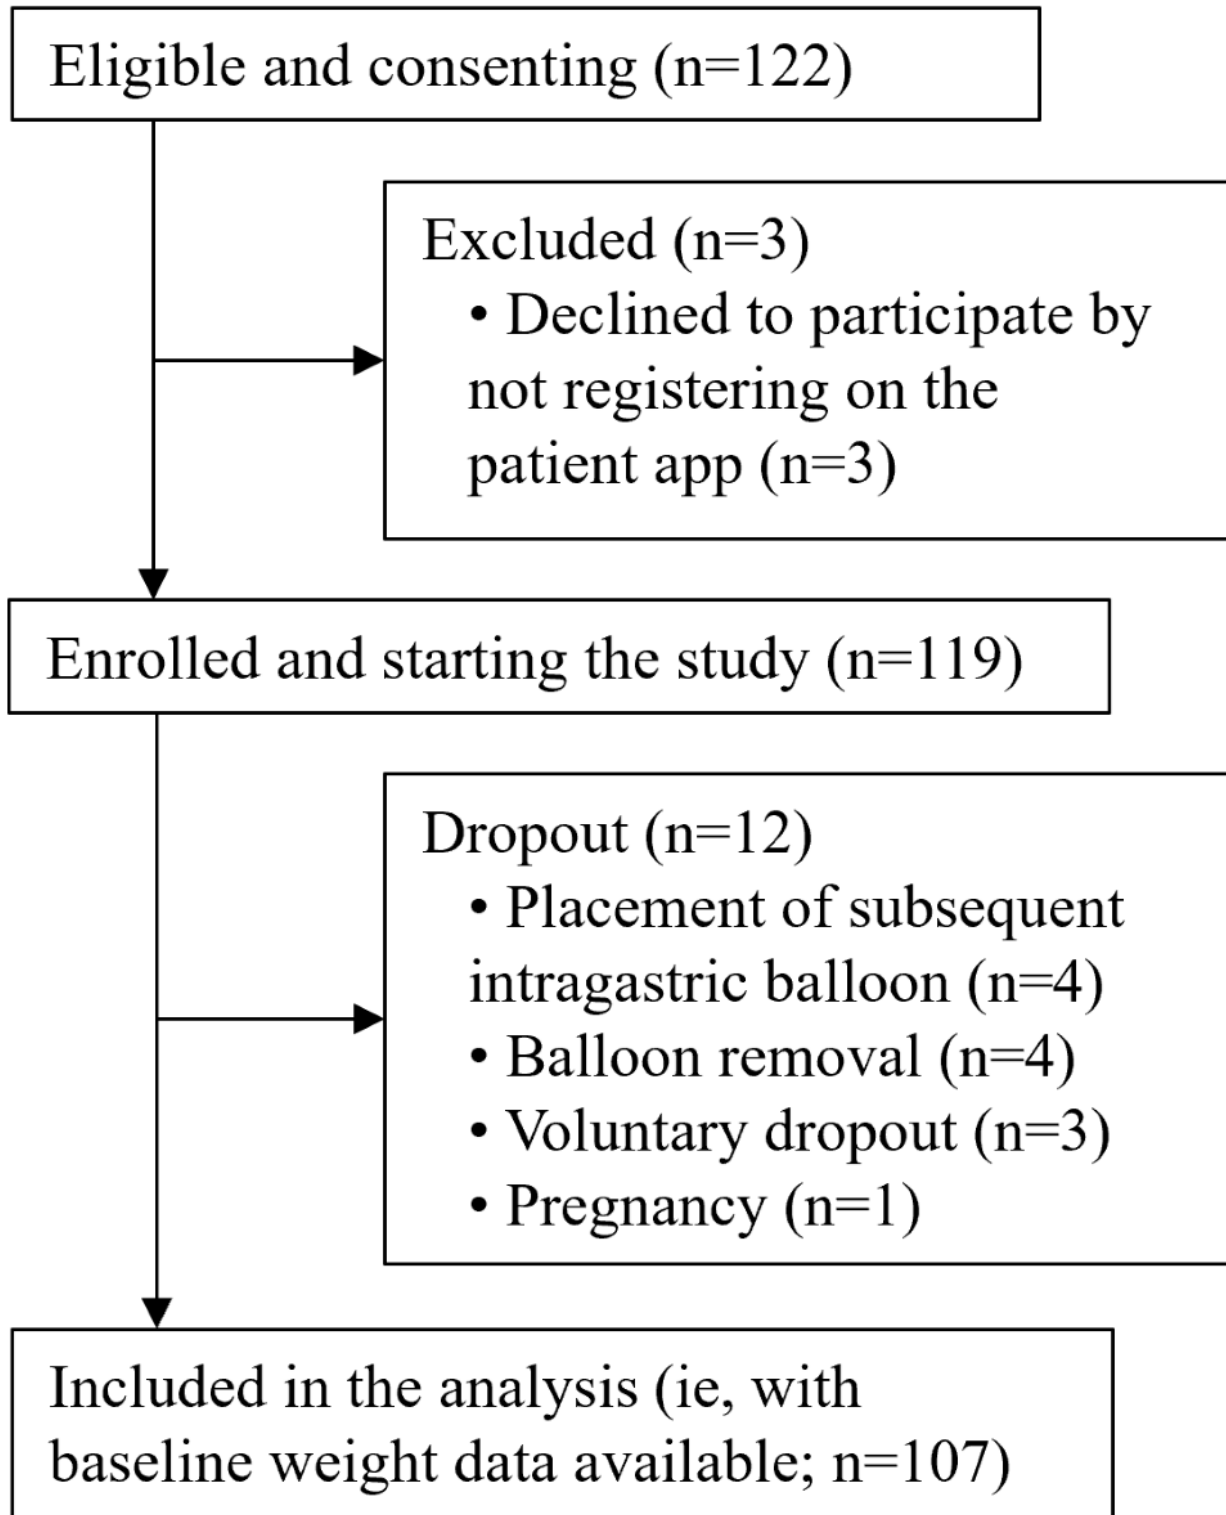 Eligible and consenting (n=122)
Excluded (n=3)
• Declined to participate by
not registering on the
patient app (n=3)
Enrolled and starting the study (n=119)
Dropout (n=12)
• Placement of subsequent
intragastric balloon (n=4)
• Balloon removal (n=4)
• Voluntary dropout (n=3)
• Pregnancy (n=1)
Included in the analysis (ie, with
baseline weight data available; n=107)